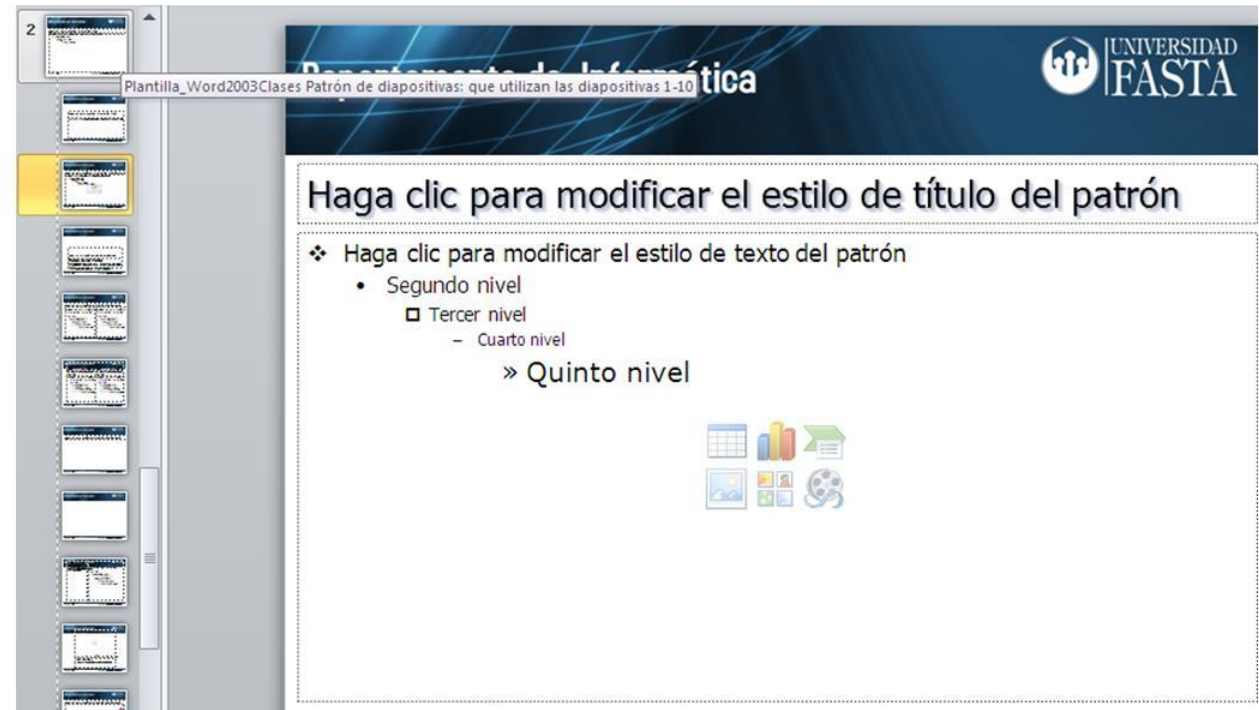 2
Plantilla_Word2003Clases Patrón de diapositivas: que utilizan las diapositivas 1-10
UNIVERSIDAD
FASTA
Haga clic para modificar el estilo de título del patrón
❖ Haga clic para modificar el estilo de texto del patrón
• Segundo nivel
Tercer nivel
– Cuarto nivel
» Quinto nivel